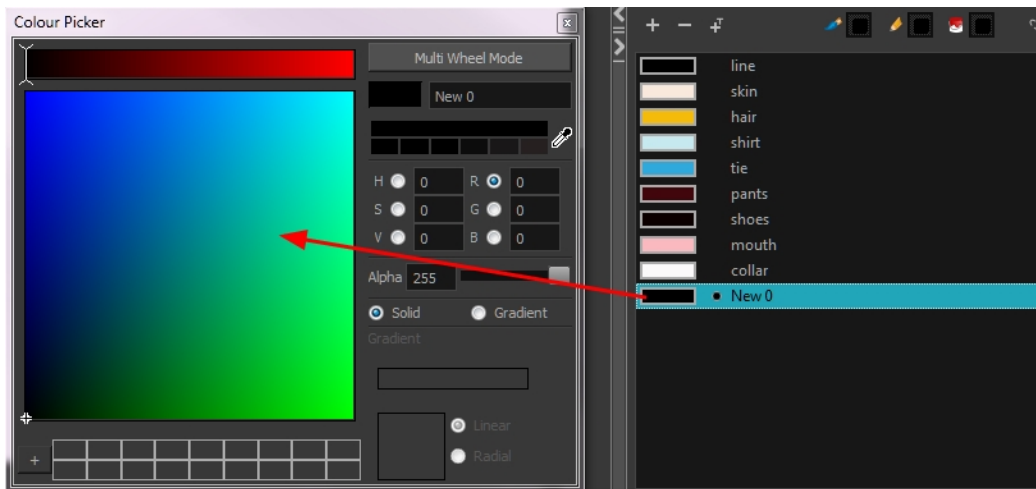 Colour Picker
Multi Wheel Mode
New 0
H 0 R 0
S 0 G 0
V 0 B 0
Alpha 255
Solid Gradient
Gradient
Linear
Radial
line
skin
hair
shirt
tie
pants
shoes
mouth
collar
New 0